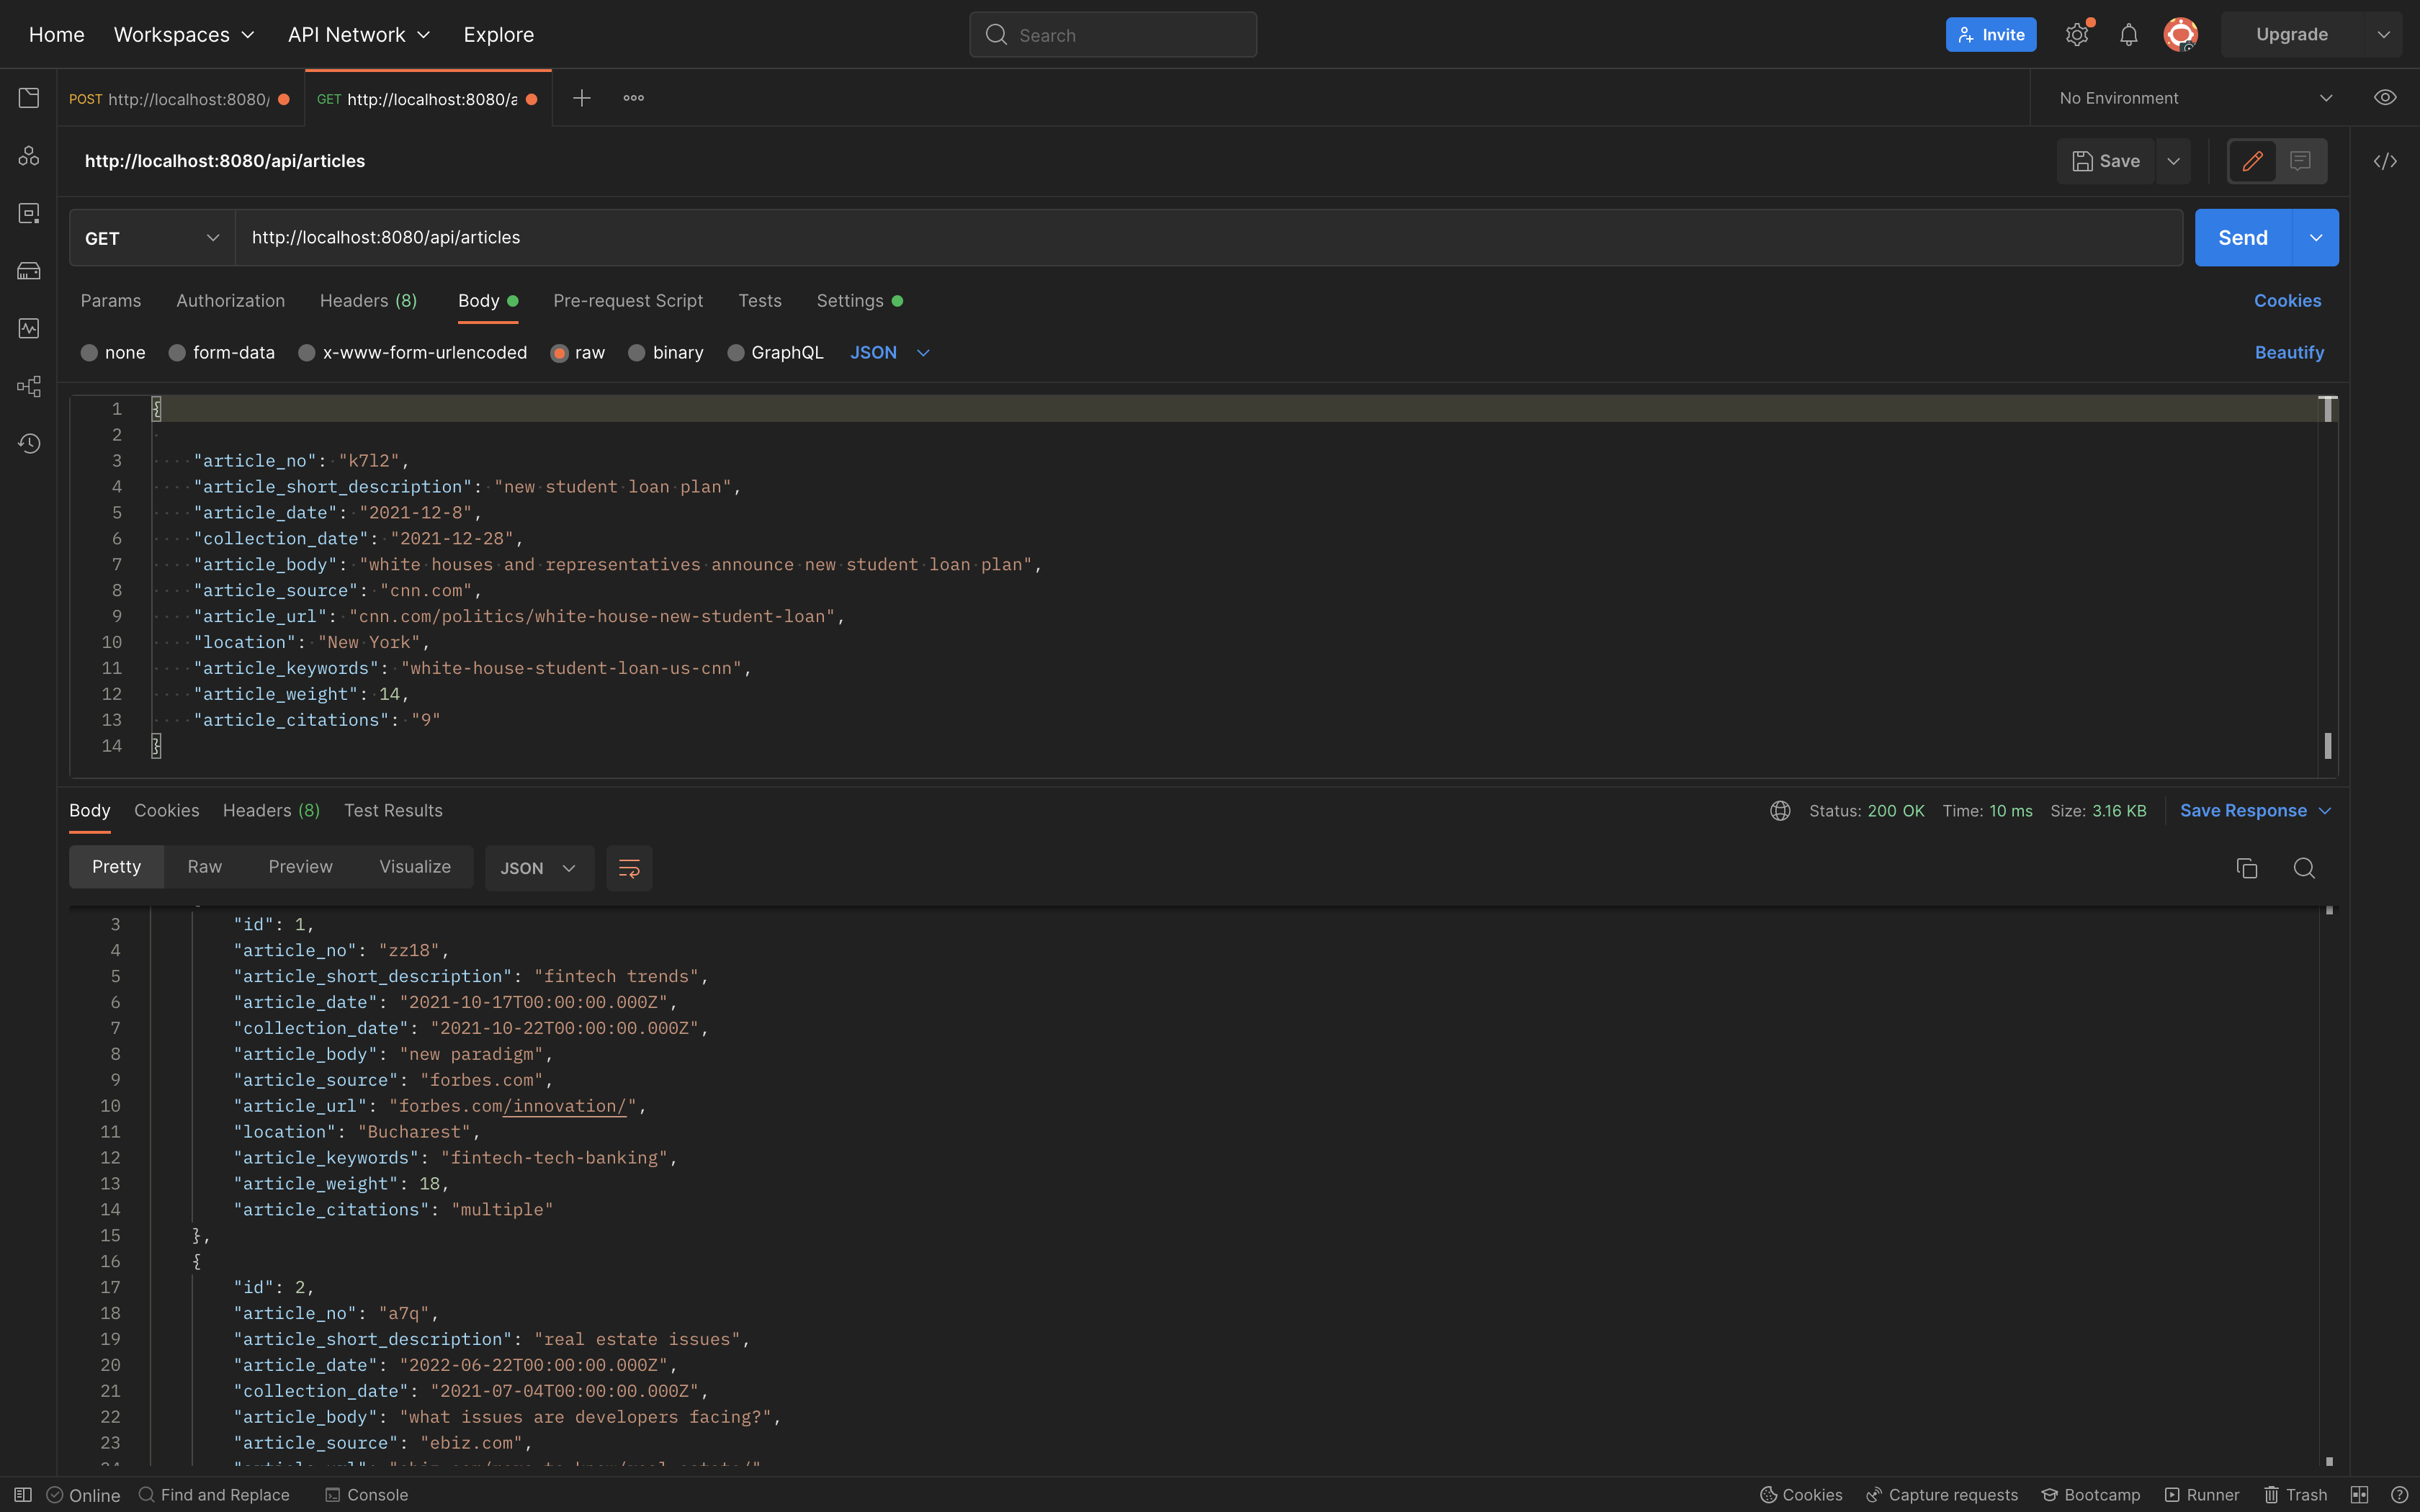 Home Workspaces API Network Explore Search Invite Upgrade
POST http://localhost:8080/ GET http://localhost:8080/a No Environment
http://localhost:8080/api/articles Save
GET http://localhost:8080/api/articles Send
Params Authorization Headers (8) Body Pre-request Script Tests Settings Cookies
none form-data x-www-form-urlencoded raw binary GraphQL JSON Beautify
1 {
2
3 "article_no": "k7l2",
4 "article_short_description": "new student loan plan",
5 "article_date": "2021-12-8",
6 "collection_date": "2021-12-28",
7 "article_body": "white houses and representatives announce new student loan plan",
8 "article_source": "cnn.com",
9 "article_url": "cnn.com/politics/white-house-new-student-loan",
10 "location": "New York",
11 "article_keywords": "white-house-student-loan-us-cnn",
12 "article_weight": 14,
13 "article_citations": "9"
14 }
Body Cookies Headers (8) Test Results Status: 200 OK Time: 10 ms Size: 3.16 KB Save Response
Pretty Raw Preview Visualize JSON
3 "id": 1,
4 "article_no": "zz18",
5 "article_short_description": "fintech trends",
6 "article_date": "2021-10-17T00:00:00.000Z",
7 "collection_date": "2021-10-22T00:00:00.000Z",
8 "article_body": "new paradigm",
9 "article_source": "forbes.com",
10 "article_url": "forbes.com/innovation/",
11 "location": "Bucharest",
12 "article_keywords": "fintech-tech-banking",
13 "article_weight": 18,
14 "article_citations": "multiple"
15 },
16 {
17 "id": 2,
18 "article_no": "a7q",
19 "article_short_description": "real estate issues",
20 "article_date": "2022-06-22T00:00:00.000Z",
21 "collection_date": "2021-07-04T00:00:00.000Z",
22 "article_body": "what issues are developers facing?",
23 "article_source": "ebiz.com",
Online Find and Replace Console Cookies Capture requests Bootcamp Runner Trash